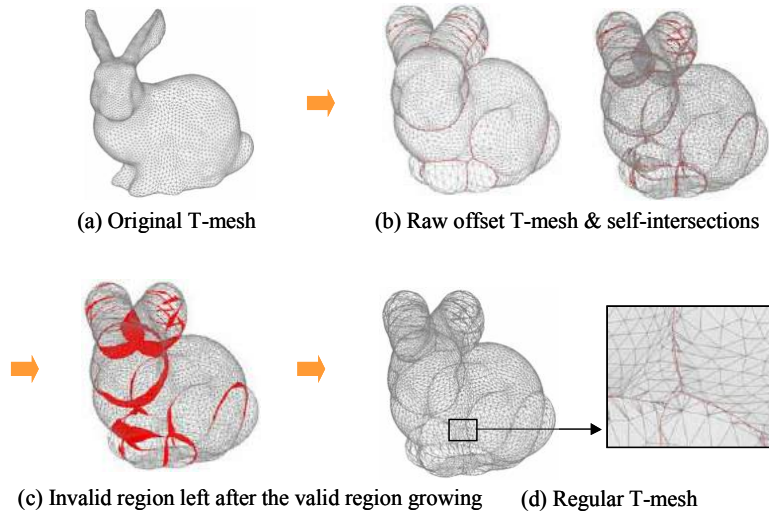 (a) Original T-mesh
(b) Raw offset T-mesh & self-intersections
(c) Invalid region left after the valid region growing
(d) Regular T-mesh